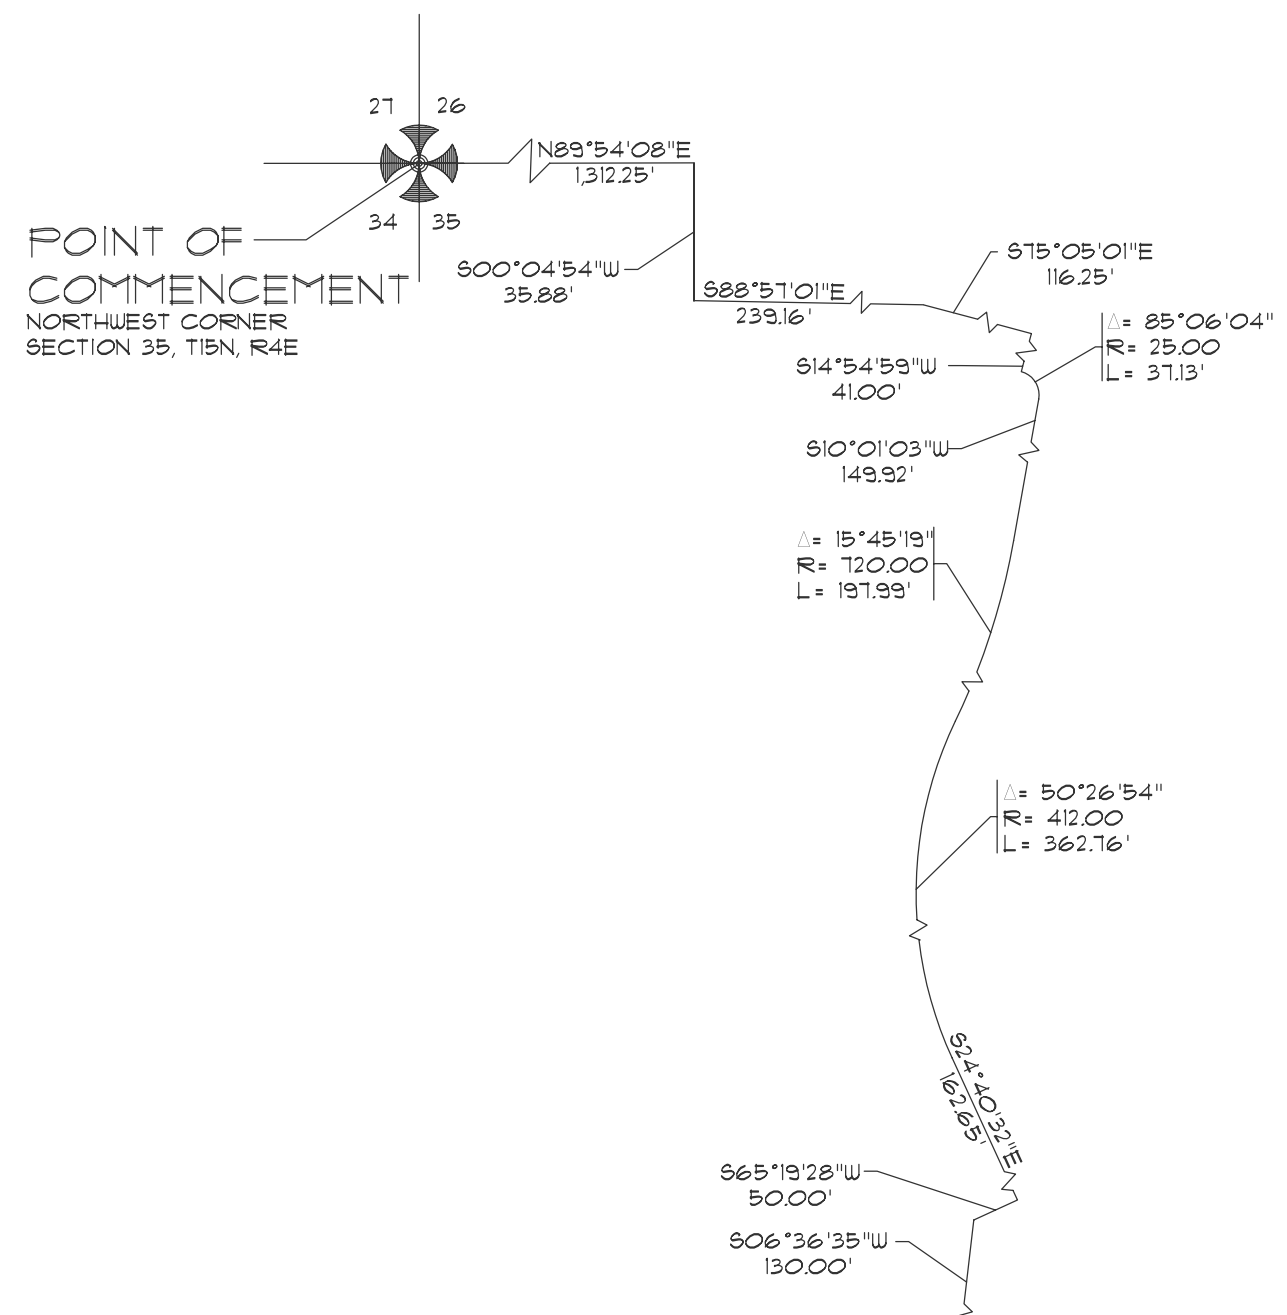 27 26
N89°54'08"E
1,312.25'
34 35
POINT OF
COMMENCEMENT
NORTHWEST CORNER
SECTION 35, T15N, R4E
S00°04'54"W
35.88'
S88°57'01"E
239.16'
S75°05'01"E
116.25'
Δ= 85°06'04"
R= 25.00
L= 37.13'
S14°54'59"W
41.00'
S10°01'03"W
149.92'
Δ= 15°45'19"
R= 720.00
L= 197.99'
Δ= 50°26'54"
R= 412.00
L= 362.76'
S24°40'32"E
162.65'
S65°19'28"W
50.00'
S06°36'35"W
130.00'